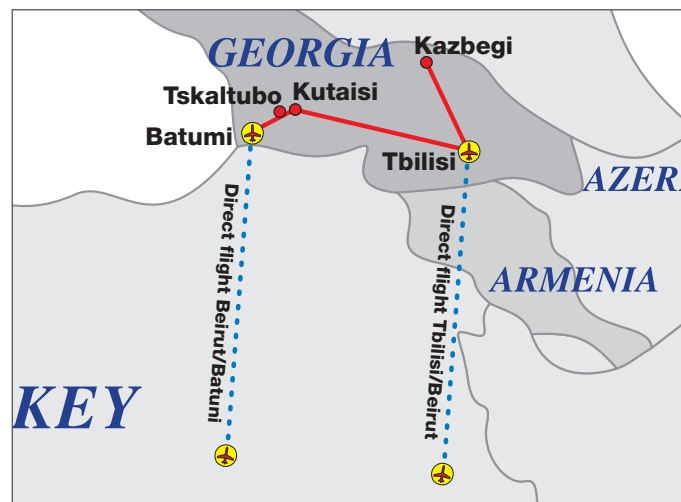 GEORGIA
Kazbegi
Tskaltubo
Kutaisi
Batumi
Tbilisi
AZER
Direct flight Beirut/Batuni
Direct flight Tbilisi/Beirut
ARMENIA
KEY